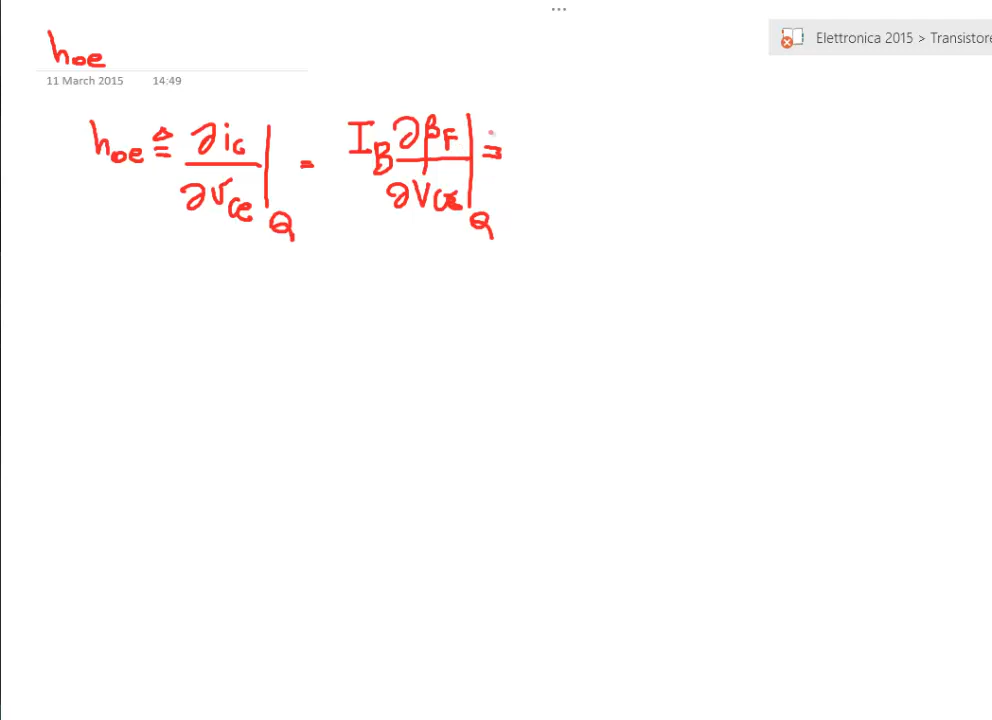 ...
Elettronica 2015 > Transistore
hoe
11 March 2015 14:49
hoe ≜ ∂ic/∂vce |Q = IB ∂βF/∂VCE |Q =